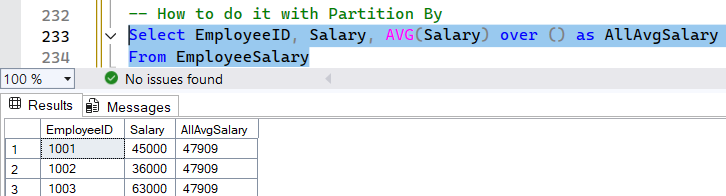 232 -- How to do it with Partition By
233 Select EmployeeID, Salary, AVG(Salary) over () as AllAvgSalary
234 From EmployeeSalary
100 % No issues found
Results Messages
EmployeeID Salary AllAvgSalary
1 1001 45000 47909
2 1002 36000 47909
3 1003 63000 47909